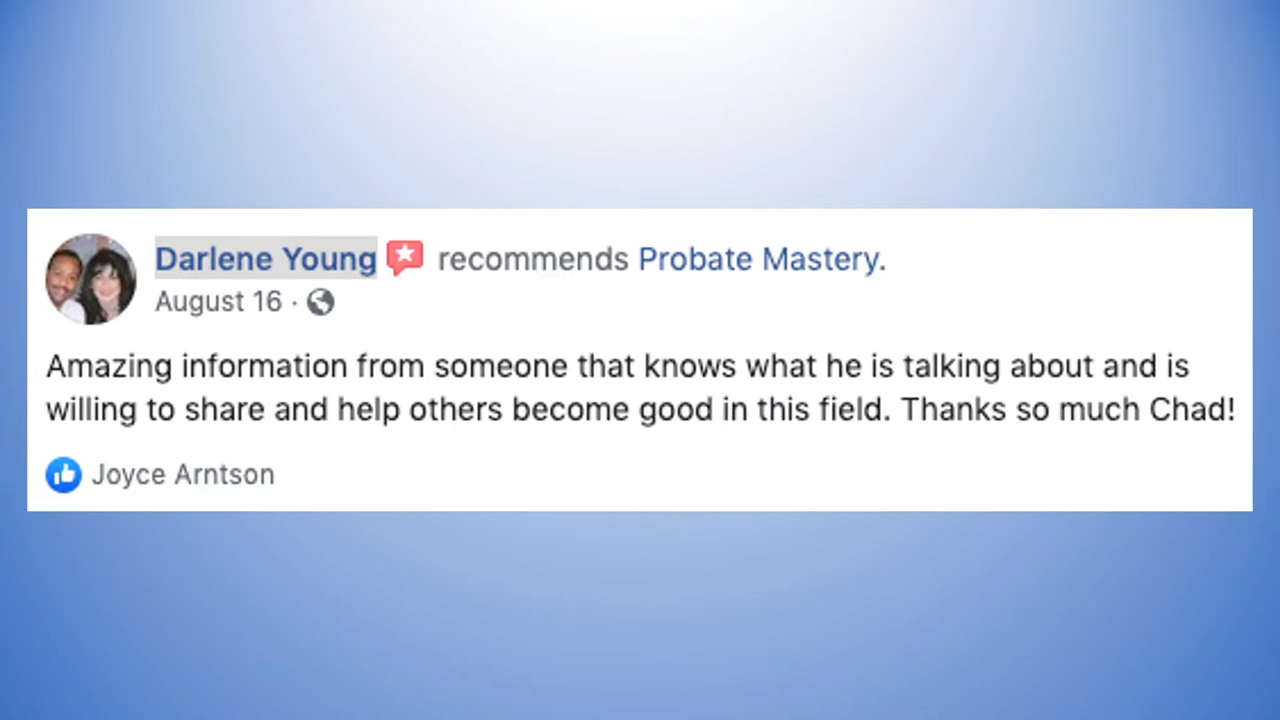 Darlene Young recommends Probate Mastery.
August 16 ·
Amazing information from someone that knows what he is talking about and is
willing to share and help others become good in this field. Thanks so much Chad!
Joyce Arntson